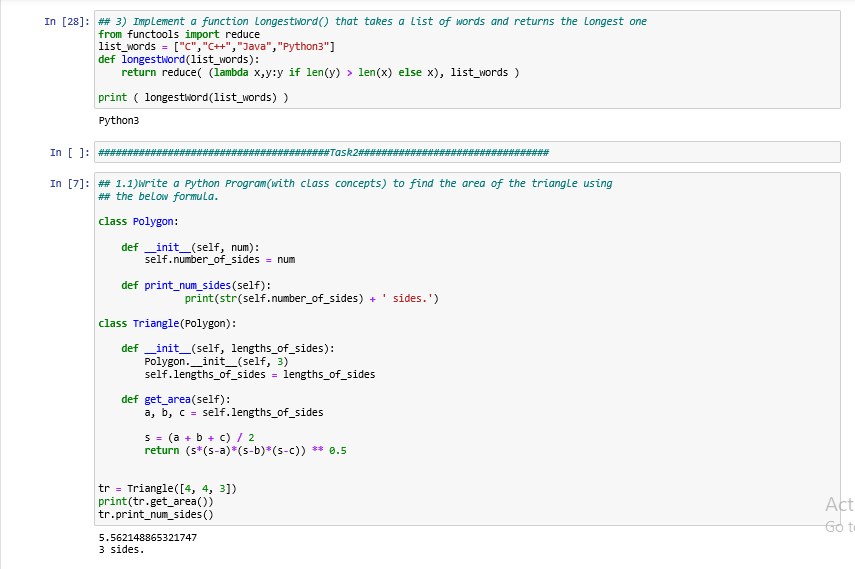 In [28]: ## 3) Implement a function longestWord() that takes a list of words and returns the longest one
from functools import reduce
list_words = ["C","C++","Java","Python3"]
def longestWord(list_words):
    return reduce( (lambda x,y:y if len(y) > len(x) else x), list_words )

print ( longestWord(list_words) )

Python3

In [ ]: ########################################Task2#################################

In [7]: ## 1.1)Write a Python Program(with class concepts) to find the area of the triangle using
## the below formula.

class Polygon:

    def __init__(self, num):
        self.number_of_sides = num

    def print_num_sides(self):
               print(str(self.number_of_sides) + ' sides.')

class Triangle(Polygon):

    def __init__(self, lengths_of_sides):
        Polygon.__init__(self, 3)
        self.lengths_of_sides = lengths_of_sides

    def get_area(self):
        a, b, c = self.lengths_of_sides

        s = (a + b + c) / 2
        return (s*(s-a)*(s-b)*(s-c)) ** 0.5


tr = Triangle([4, 4, 3])
print(tr.get_area())
tr.print_num_sides()

5.562148865321747
3 sides.
Act
Go to